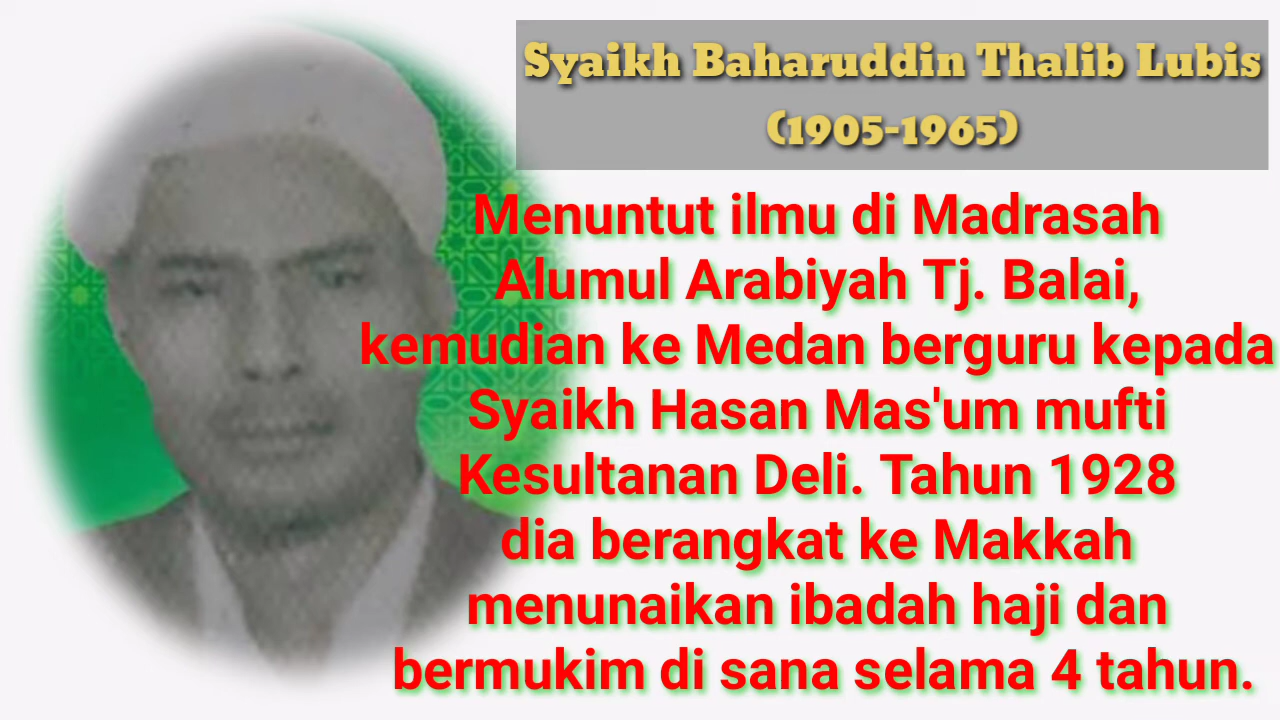 Syaikh Baharuddin Thalib Lubis
(1905-1965)
Menuntut ilmu di Madrasah
Alumul Arabiyah Tj. Balai,
kemudian ke Medan berguru kepada
Syaikh Hasan Mas'um mufti
Kesultanan Deli. Tahun 1928
dia berangkat ke Makkah
menunaikan ibadah haji dan
bermukim di sana selama 4 tahun.